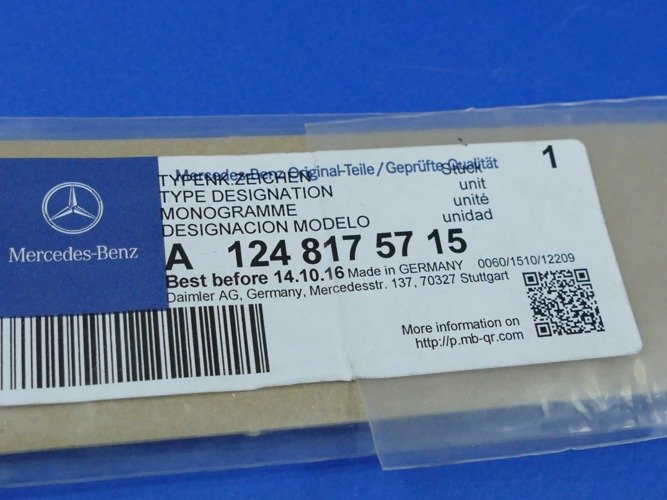 Mercedes-Benz Original-Teile / Geprüfte Qualität
TYPENK.ZEICHEN Stück 1
TYPE DESIGNATION unit
MONOGRAMME unité
DESIGNACION MODELO unidad
Mercedes-Benz
A 124 817 57 15
Best before 14.10.16 Made in GERMANY 0060/1510/12209
Daimler AG, Germany, Mercedesstr. 137, 70327 Stuttgart
More information on
http://p.mb-qr.com